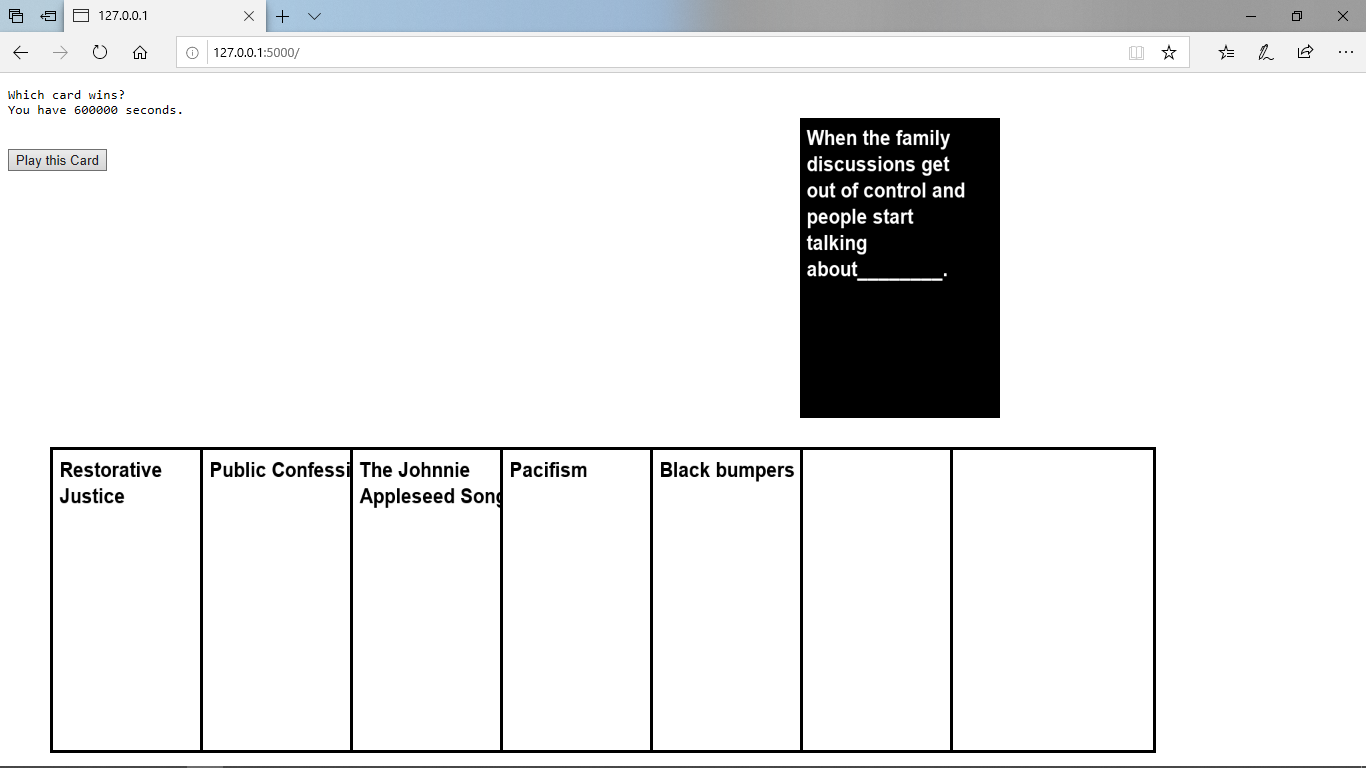 127.0.0.1
127.0.0.1:5000/
Which card wins?
You have 600000 seconds.
Play this Card
When the family
discussions get
out of control and
people start
talking
about________.
Restorative
Justice
Public Confessi
The Johnnie
Appleseed Song
Pacifism
Black bumpers